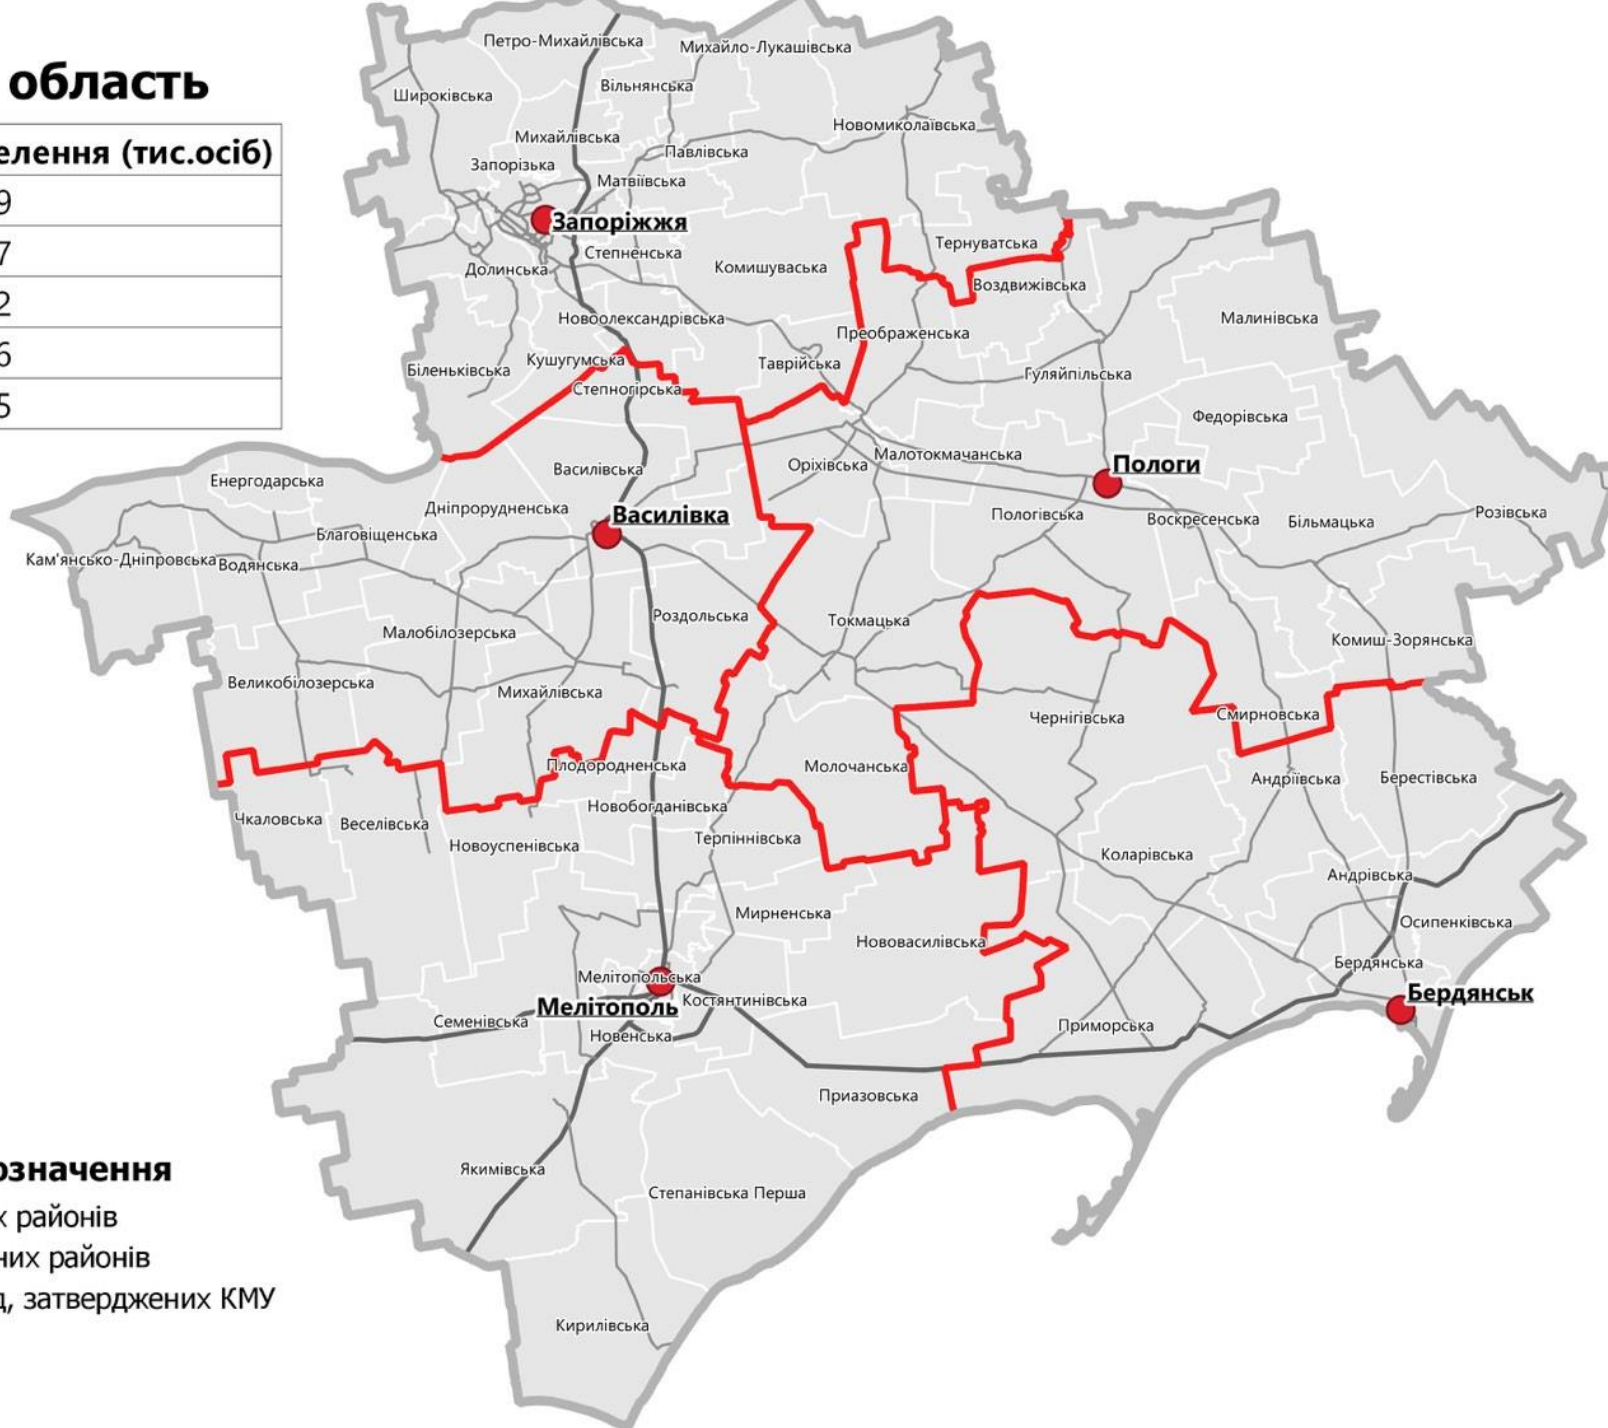 область
елення (тис.осіб)
9
7
2
6
5
Петро-Михайлівська
Михайло-Лукашівська
Вільнянська
Широківська
Новомиколаївська
Михайлівська
Павлівська
Запорізька
Матвіївська
Запоріжжя
Степненська
Тернуватська
Долинська
Комишуваська
Воздвижівська
Новоолександрівська
Малинівська
Преображенська
Кушугумська
Таврійська
Біленьківська
Гуляйпільська
Степногірська
Федорівська
Малотокмачанська
Оріхівська
Пологи
Василівська
Енергодарська
Дніпрорудненська
Василівка
Пологівська
Воскресенська
Більмацька
Розівська
Благовіщенська
Кам'янсько-Дніпровська
Водянська
Роздольська
Токмацька
Малобілозерська
Комиш-Зорянська
Великобілозерська
Михайлівська
Чернігівська
Смирновська
Плодородненська
Молочанська
Андріївська
Берестівська
Новобогданівська
Чкаловська
Веселівська
Терпіннівська
Новоуспенівська
Коларівська
Андрівська
Мирненська
Осипенківська
Нововасилівська
Бердянська
Мелітопольська
Бердянськ
Костянтинівська
Мелітополь
Семенівська
Новенська
Приморська
Приазовська
Якимівська
Степанівська Перша
Кирилівська
означення
х районів
них районів
д, затверджених КМУ